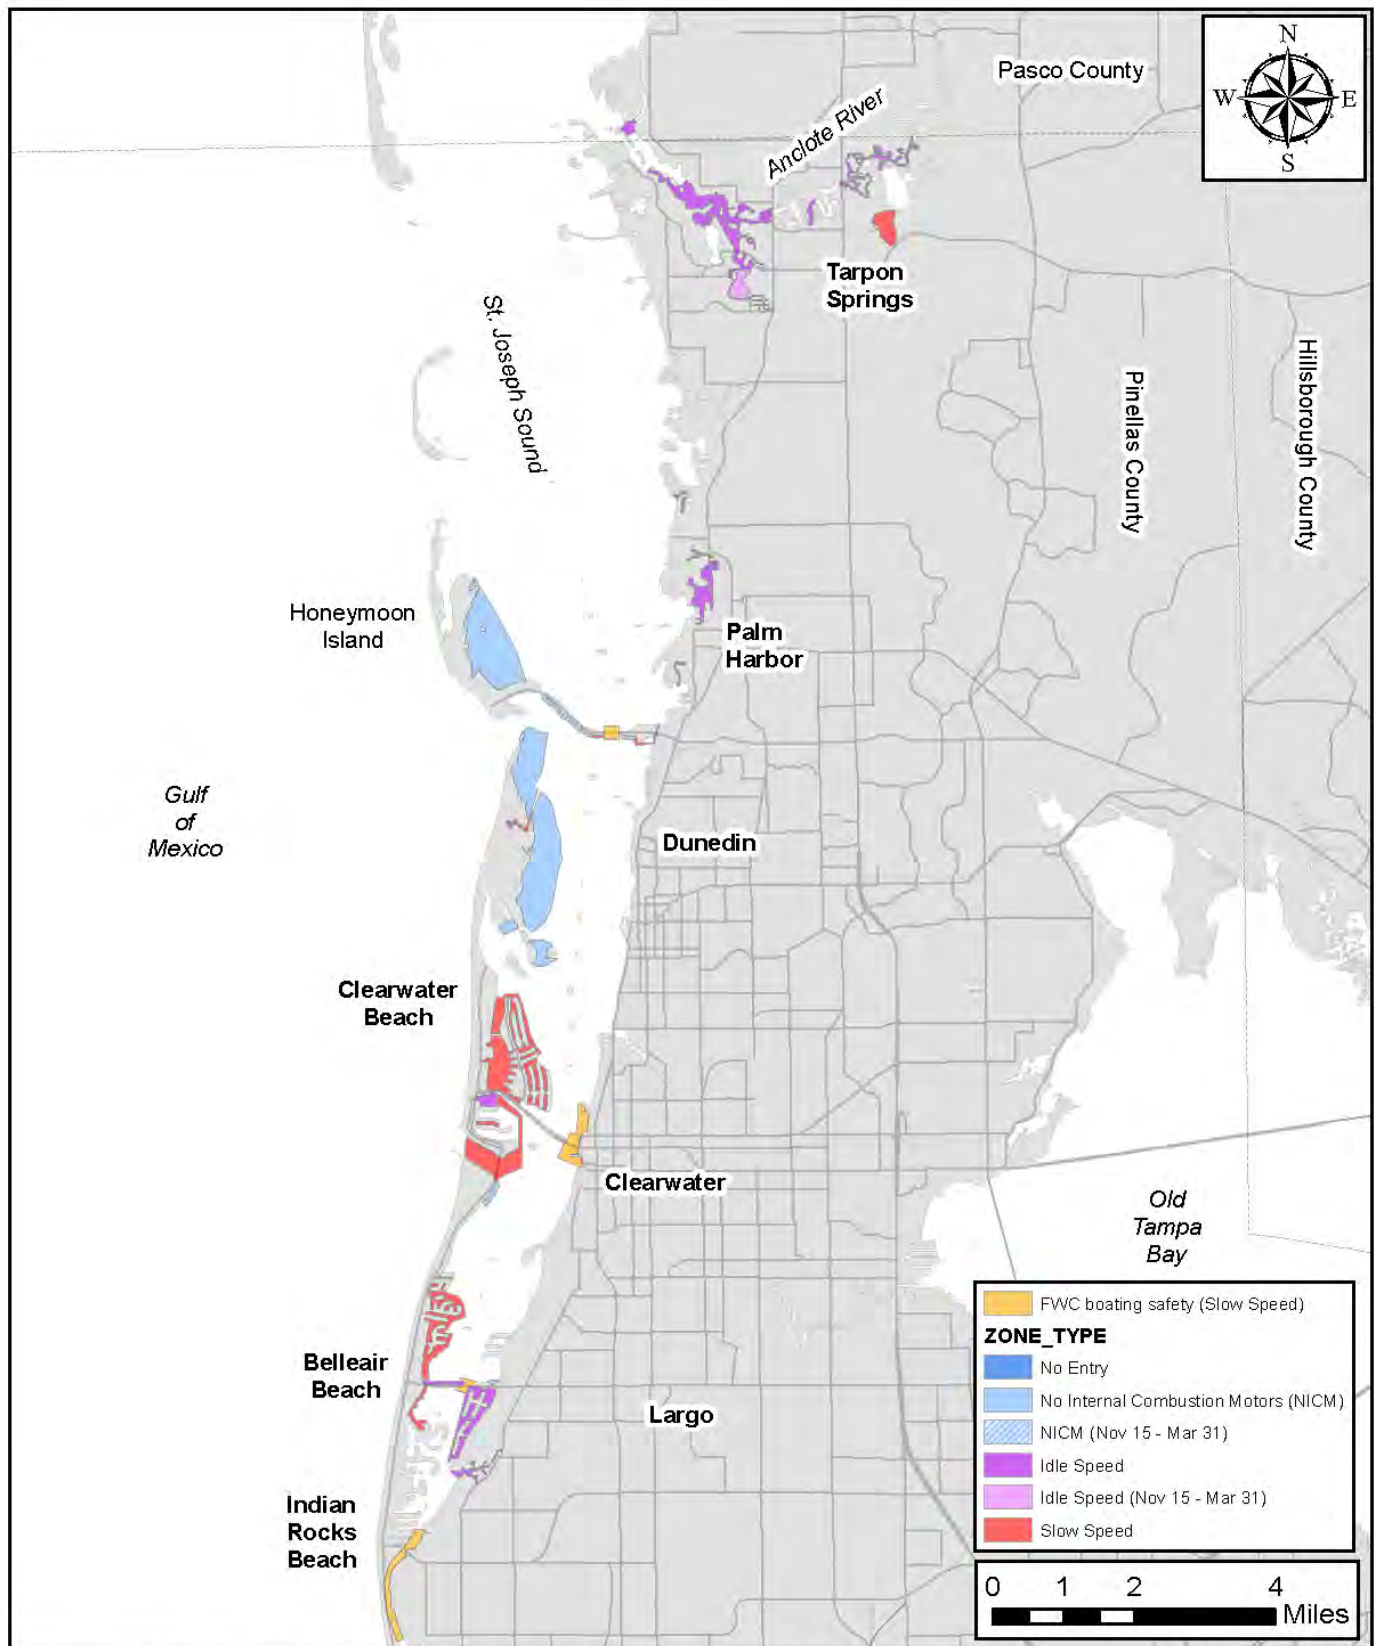 N
W
E
S
Pasco County
Anclote River
Tarpon
Springs
St. Joseph Sound
Pinellas County
Hillsborough County
Honeymoon
Island
Palm
Harbor
Gulf
of
Mexico
Dunedin
Clearwater
Beach
Clearwater
Old
Tampa
Bay
Belleair
Beach
Largo
Indian
Rocks
Beach
FWC boating safety (Slow Speed)
ZONE_TYPE
No Entry
No Internal Combustion Motors (NICM)
NICM (Nov 15 - Mar 31)
Idle Speed
Idle Speed (Nov 15 - Mar 31)
Slow Speed
0 1 2 4
Miles